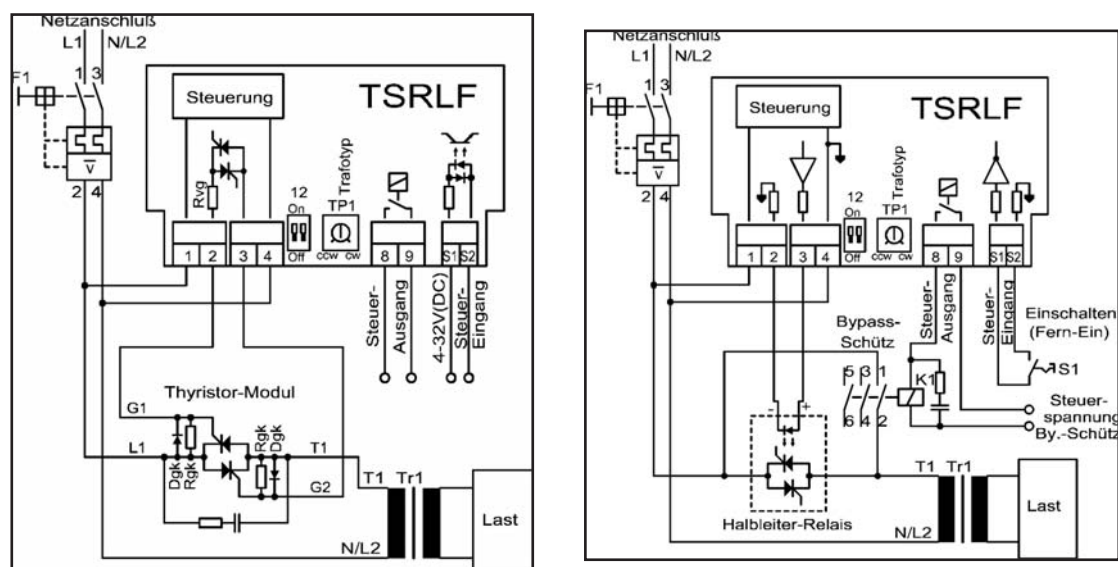 Netzanschluß
L1 N/L2
F1
1 3
V
2 4
Steuerung
TSRLF
Rvg
12
On
Off
TP1
Trafotyp
ccw cw
1 2 3 4 8 9 S1 S2
Steuer-
Ausgang
4-32V(DC)
Steuer-
Eingang
Thyristor-Modul
G1
L1
Dgk
Rgk
Rgk
Dgk
T1
G2
T1 Tr1
Last
N/L2
Netzanschluß
L1 N/L2
F1
1 3
V
2 4
Steuerung
TSRLF
12
On
Off
TP1
Trafotyp
ccw cw
1 2 3 4 8 9 S1 S2
Steuer-
Ausgang
Steuer-
Eingang
Einschalten
(Fern-Ein)
S1
Bypass-
Schütz
5 3 1
6 4 2
K1
Steuer-
spannung
By.-Schütz
- +
Halbleiter-Relais
T1 Tr1
Last
N/L2